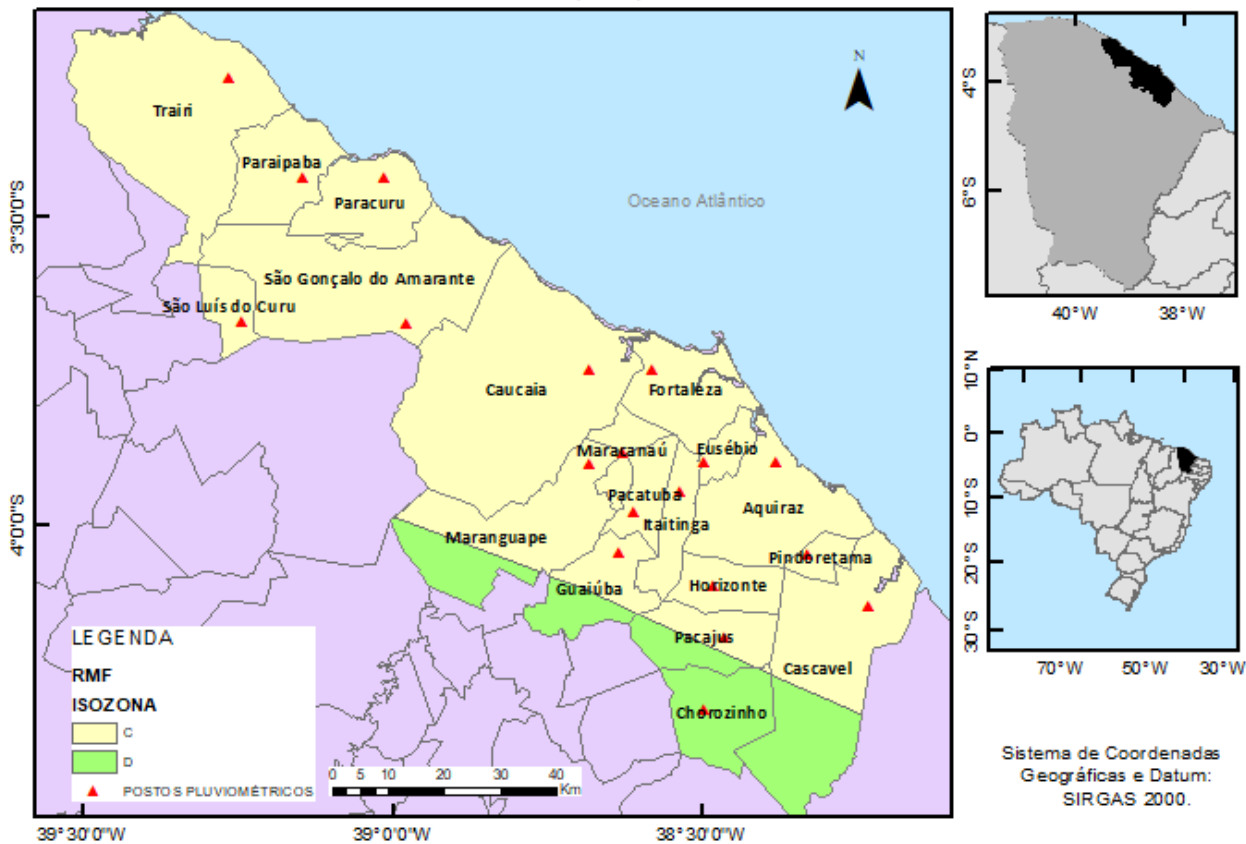 Trairi
Paraipaba
Paracuru
São Gonçalo do Amarante
São Luís do Curu
Caucaia
Fortaleza
Maracanaú
Eusébio
Pacatuba
Itaitinga
Aquiraz
Maranguape
Pindoretama
Guaiúba
Horizonte
Pacajus
Cascavel
Chorozinho
Oceano Atlântico
N
3°30'0"S
4°0'0"S
39°30'0"W
39°0'0"W
38°30'0"W
LEGENDA
RMF
ISOZONA
C
D
POSTOS PLUVIOMÉTRICOS
0 5 10 20 30 40
Km
4°S
6°S
40°W
38°W
10°N
0°
10°S
20°S
30°S
70°W
50°W
30°W
Sistema de Coordenadas
Geográficas e Datum:
SIRGAS 2000.